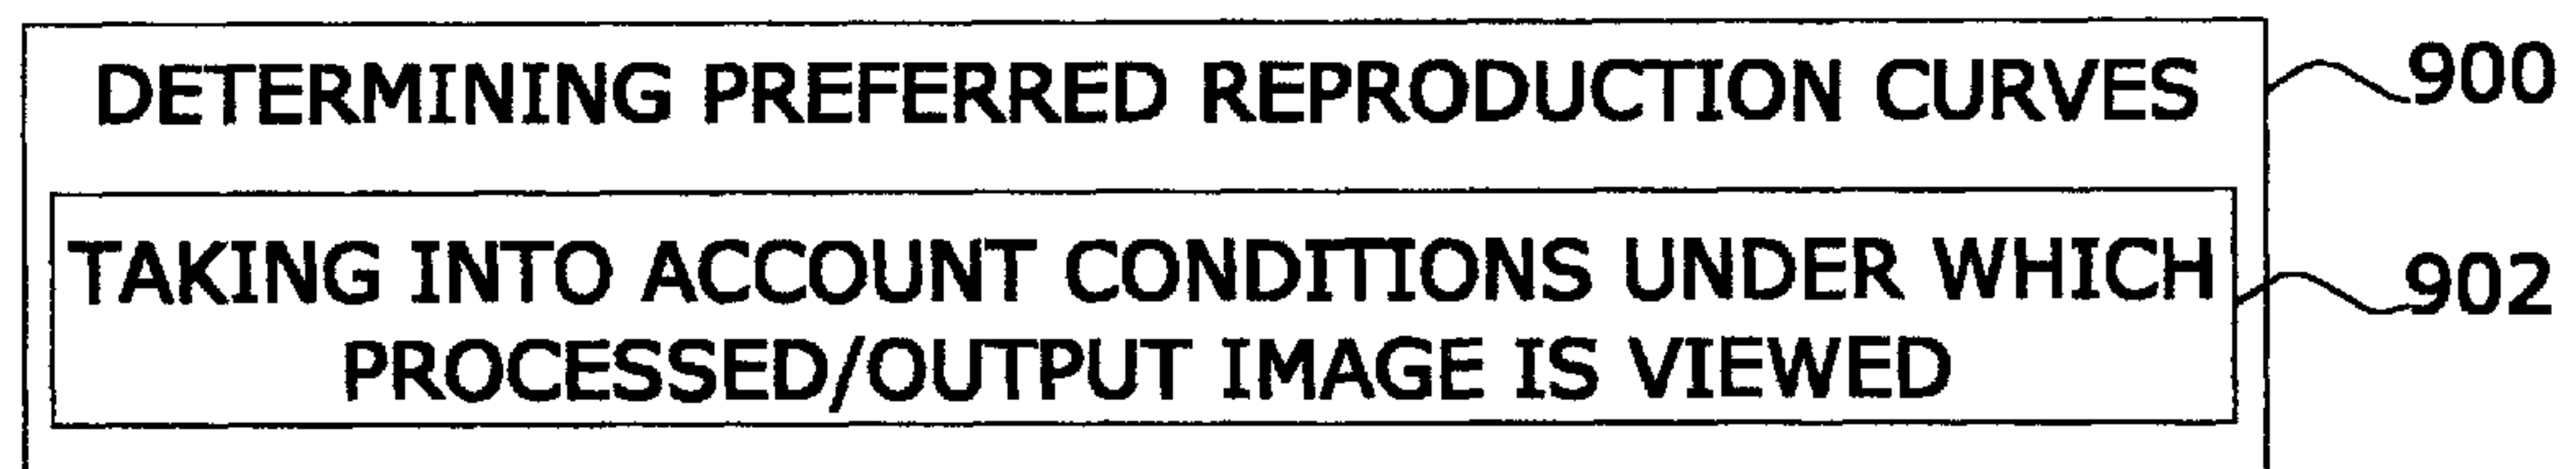 DETERMINING PREFERRED REPRODUCTION CURVES
900
TAKING INTO ACCOUNT CONDITIONS UNDER WHICH
PROCESSED/OUTPUT IMAGE IS VIEWED
902